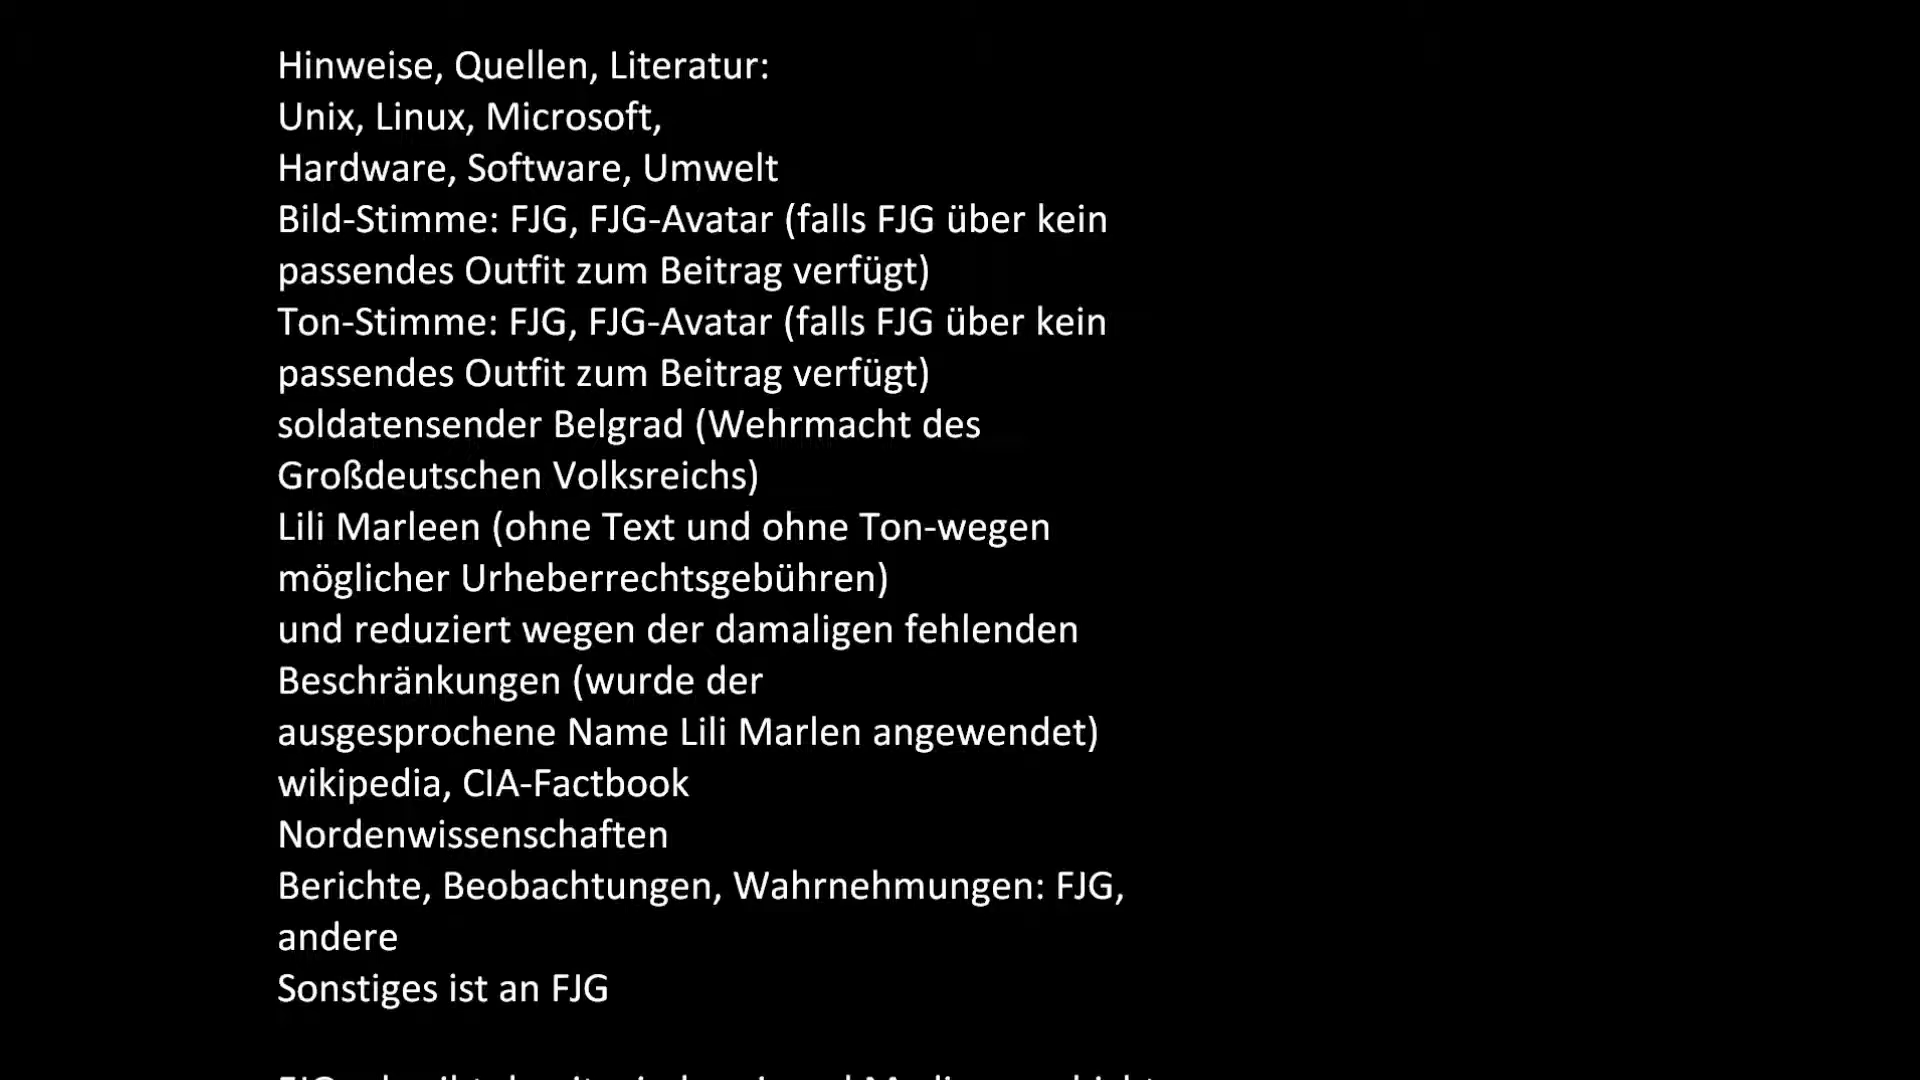 Hinweise, Quellen, Literatur:
Unix, Linux, Microsoft,
Hardware, Software, Umwelt
Bild-Stimme: FJG, FJG-Avatar (falls FJG über kein
passendes Outfit zum Beitrag verfügt)
Ton-Stimme: FJG, FJG-Avatar (falls FJG über kein
passendes Outfit zum Beitrag verfügt)
soldatensender Belgrad (Wehrmacht des
Großdeutschen Volksreichs)
Lili Marleen (ohne Text und ohne Ton-wegen
möglicher Urheberrechtsgebühren)
und reduziert wegen der damaligen fehlenden
Beschränkungen (wurde der
ausgesprochene Name Lili Marlen angewendet)
wikipedia, CIA-Factbook
Nordenwissenschaften
Berichte, Beobachtungen, Wahrnehmungen: FJG,
andere
Sonstiges ist an FJG